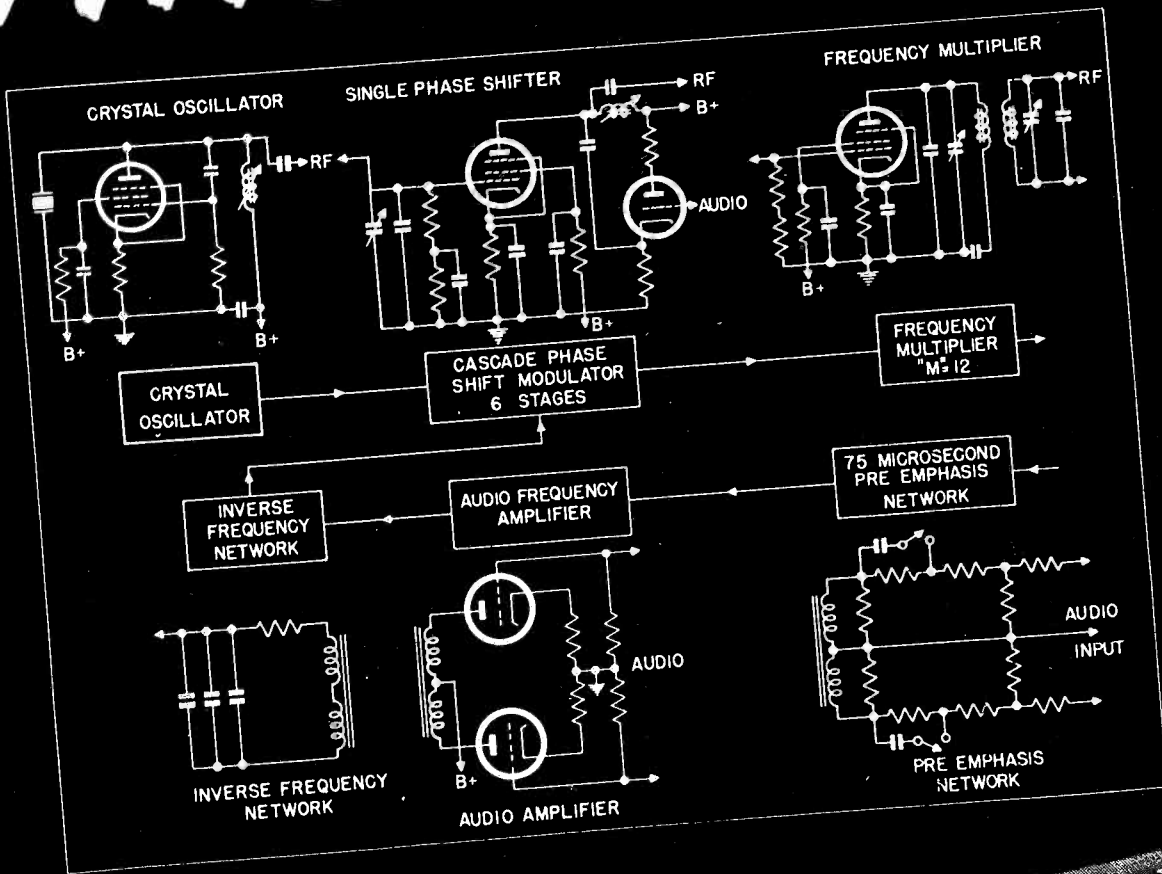 CRYSTAL OSCILLATOR
SINGLE PHASE SHIFTER
FREQUENCY MULTIPLIER
RF
B+
RF
RF
AUDIO
B+
B+
B+
B+
CRYSTAL
OSCILLATOR
CASCADE PHASE
SHIFT MODULATOR
6 STAGES
FREQUENCY
MULTIPLIER
"M"=12
INVERSE
FREQUENCY
NETWORK
AUDIO FREQUENCY
AMPLIFIER
75 MICROSECOND
PRE EMPHASIS
NETWORK
AUDIO
INPUT
AUDIO
B+
INVERSE FREQUENCY
NETWORK
AUDIO AMPLIFIER
PRE EMPHASIS
NETWORK